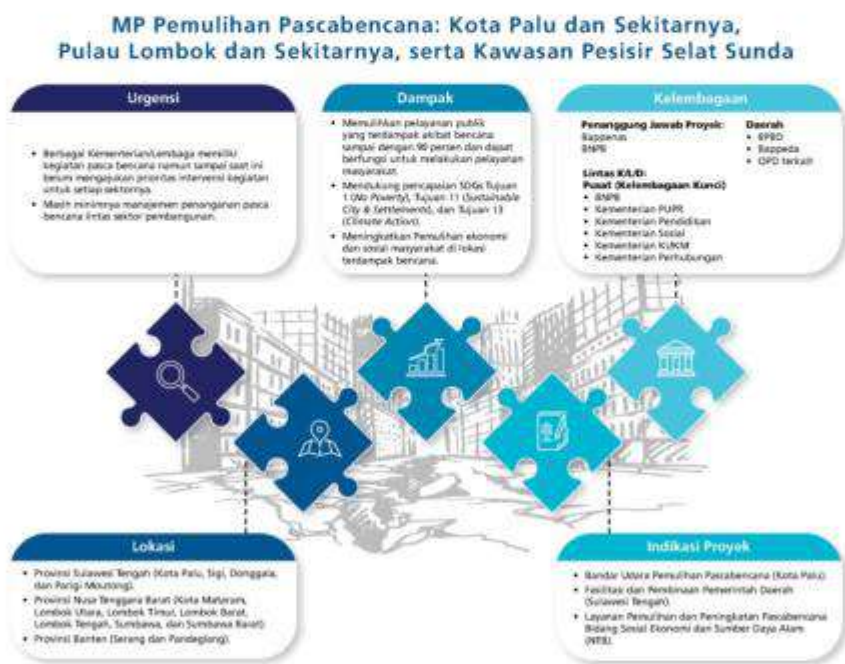 MP Pemulihan Pascabencana: Kota Palu dan Sekitarnya,
Pulau Lombok dan Sekitarnya, serta Kawasan Pesisir Selat Sunda
Urgensi
• Berbagai Kementerian/Lembaga memiliki
kegiatan pasca bencana namun sampai saat ini
belum mengajukan prioritas intervensi kegiatan
untuk setiap sektornya.
• Masih minimnya manajemen penanganan pasca
bencana lintas sektor pembangunan.
Dampak
• Memulihkan pelayanan publik
yang terdampak akibat bencana
sampai dengan 90 persen dan dapat
berfungsi untuk melakukan pelayanan
masyarakat.
• Mendukung pencapaian SDGs Tujuan
1 (No Poverty), Tujuan 11 (Sustainable
City & Settlements), dan Tujuan 13
(Climate Action).
• Meningkatkan Pemulihan ekonomi
dan sosial masyarakat di lokasi
terdampak bencana.
Kelembagaan
Penanggung Jawab Proyek:
Bappenas
BNPB
Lintas K/L/D:
Pusat (Kelembagaan Kunci)
• BNPB
• Kementerian PUPR
• Kementerian Pendidikan
• Kementerian Sosial
• Kementerian KUKM
• Kementerian Perhubungan
Daerah
• BPBD
• Bappeda
• OPD terkait
Lokasi
• Provinsi Sulawesi Tengah (Kota Palu, Sigi, Donggala,
dan Parigi Moutong).
• Provinsi Nusa Tenggara Barat (Kota Mataram,
Lombok Utara, Lombok Timur, Lombok Barat,
Lombok Tengah, Sumbawa, dan Sumbawa Barat)
• Provinsi Banten (Serang dan Pandeglang).
Indikasi Proyek
• Bandar Udara Pemulihan Pascabencana (Kota Palu).
• Fasilitasi dan Pembinaan Pemerintah Daerah
(Sulawesi Tengah).
• Layanan Pemulihan dan Peningkatan Pascabencana
Bidang Sosial Ekonomi dan Sumber Daya Alam
(NTB).